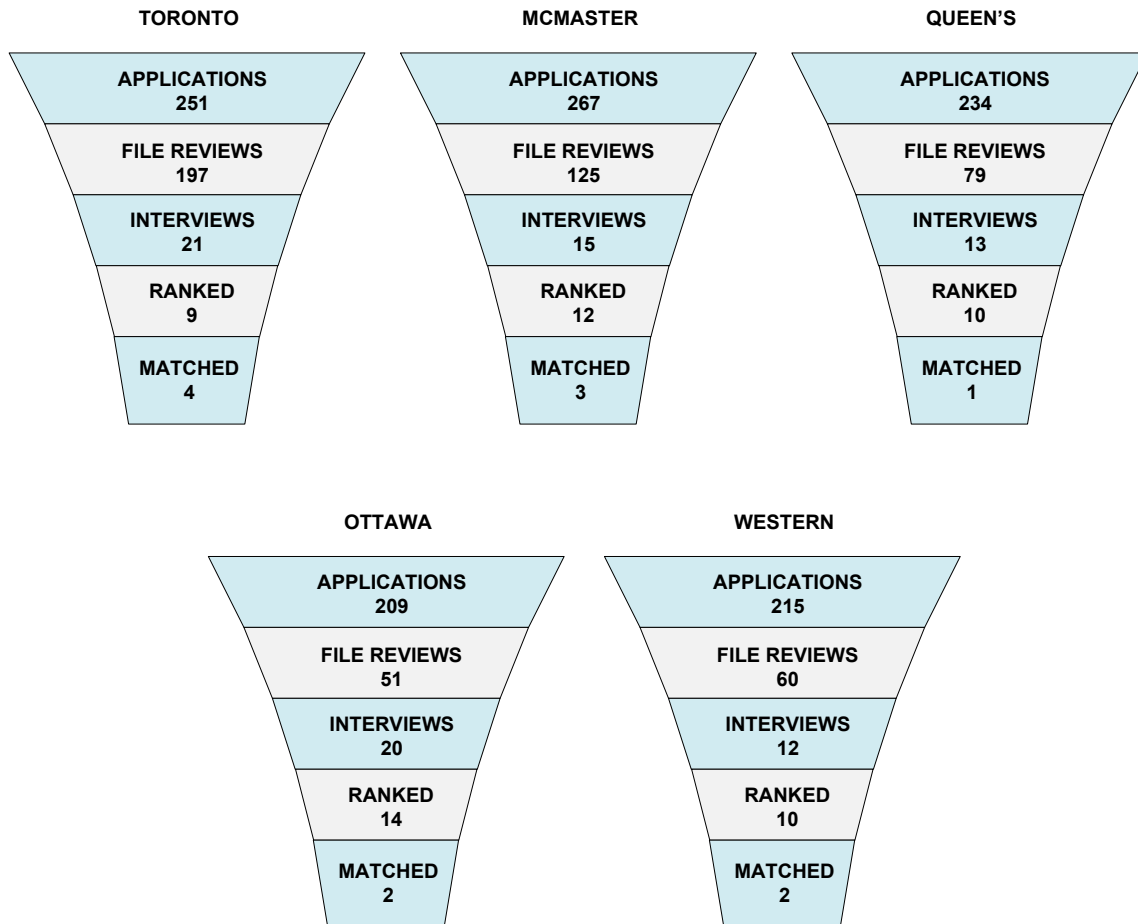 TORONTO
APPLICATIONS
251
FILE REVIEWS
197
INTERVIEWS
21
RANKED
9
MATCHED
4
MCMASTER
APPLICATIONS
267
FILE REVIEWS
125
INTERVIEWS
15
RANKED
12
MATCHED
3
QUEEN’S
APPLICATIONS
234
FILE REVIEWS
79
INTERVIEWS
13
RANKED
10
MATCHED
1
OTTAWA
APPLICATIONS
209
FILE REVIEWS
51
INTERVIEWS
20
RANKED
14
MATCHED
2
WESTERN
APPLICATIONS
215
FILE REVIEWS
60
INTERVIEWS
12
RANKED
10
MATCHED
2